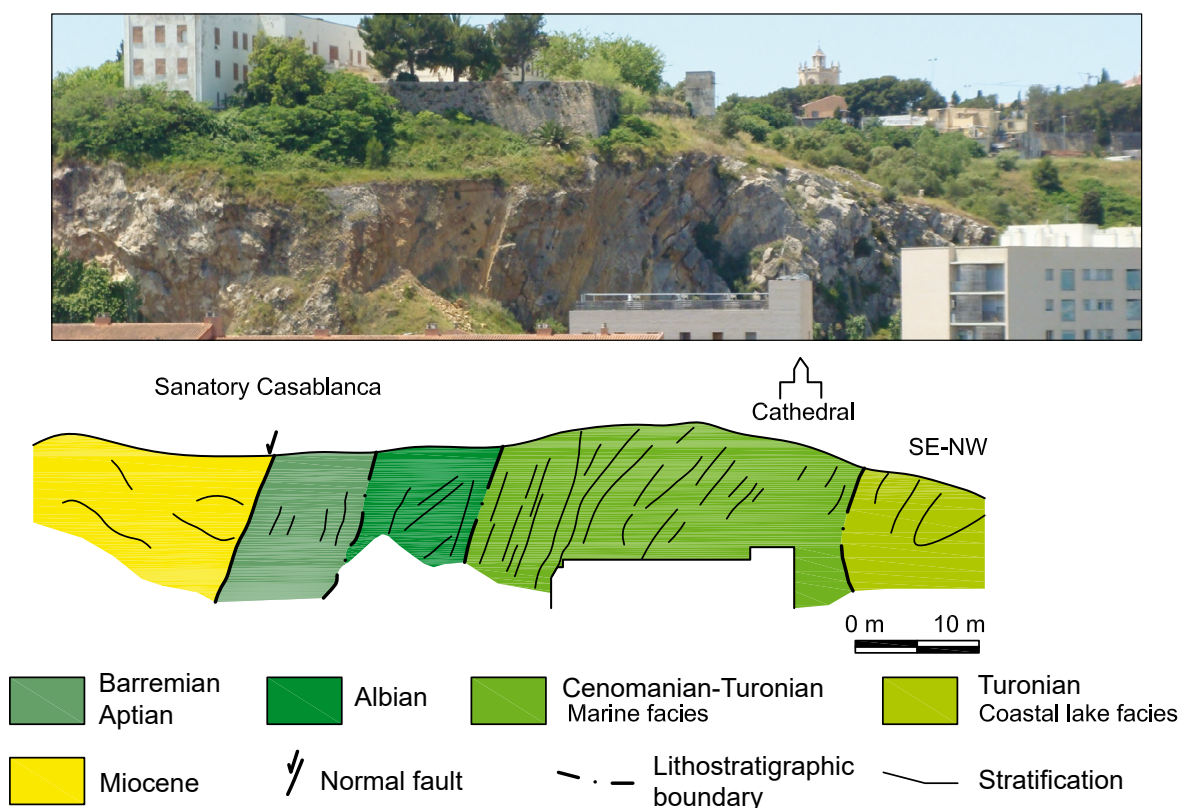 Sanatory Casablanca
Cathedral
SE-NW
0 m 10 m
Barremian
Aptian
Albian
Cenomanian-Turonian
Marine facies
Turonian
Coastal lake facies
Miocene
Normal fault
Lithostratigraphic
boundary
Stratification